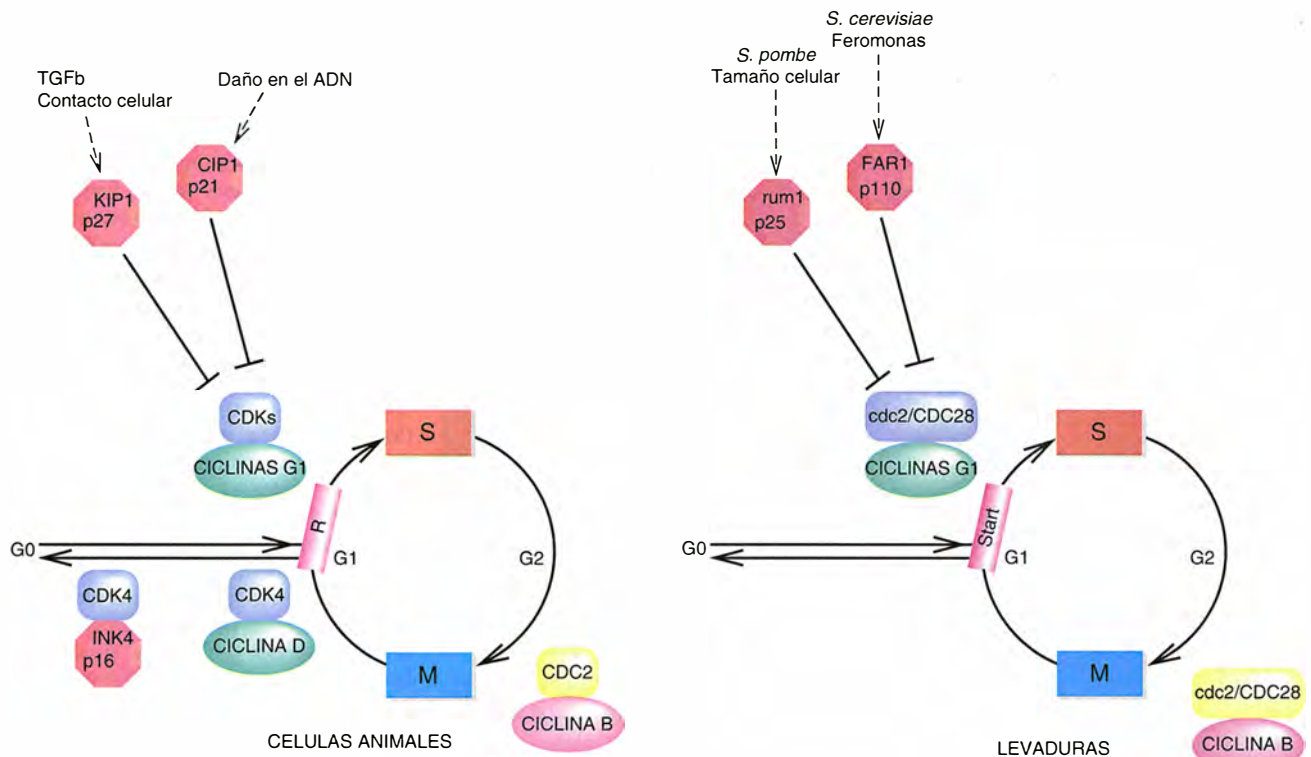 TGFb
Contacto celular
Daño en el ADN
KIP1
p27
CIP1
p21
CDKs
CICLINAS G1
S
R
G0
G1
G2
CDK4
INK4
p16
CDK4
CICLINA D
M
CDC2
CICLINA B
CELULAS ANIMALES
S. cerevisiae
Feromonas
S. pombe
Tamaño celular
FAR1
p110
rum1
p25
cdc2/CDC28
CICLINAS G1
S
Start
G0
G1
G2
M
cdc2/CDC28
CICLINA B
LEVADURAS